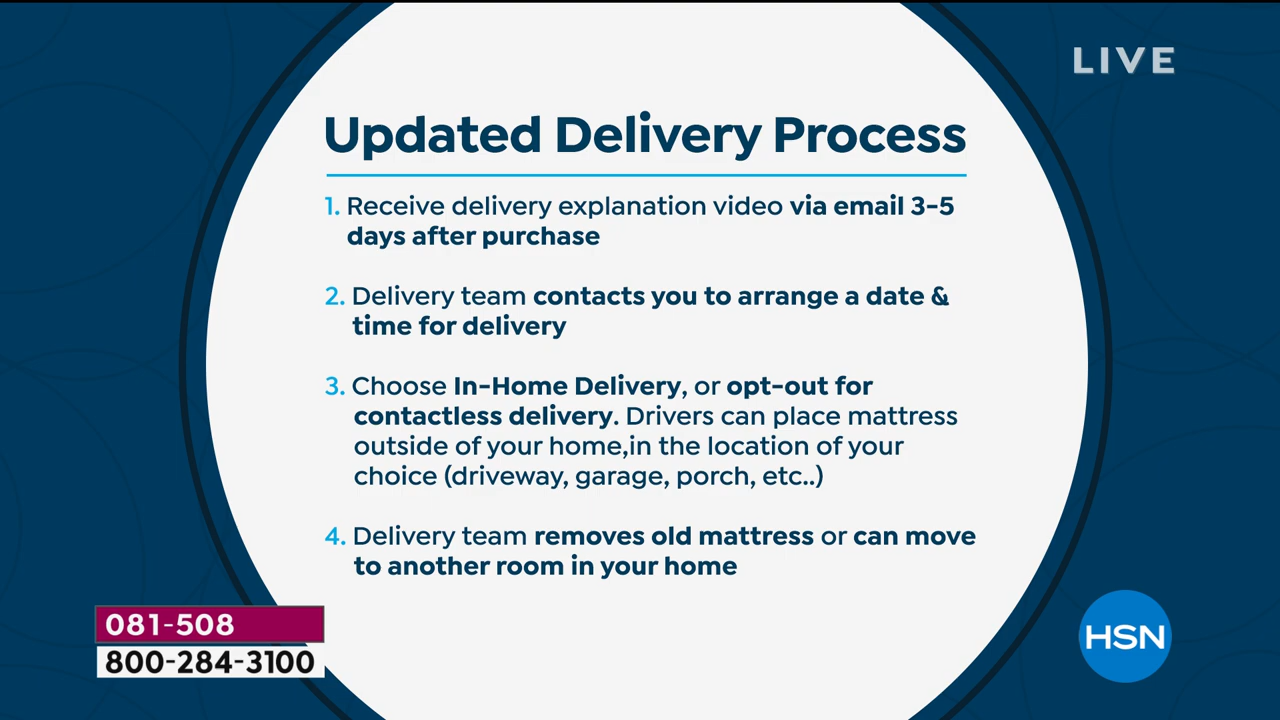 LIVE
Updated Delivery Process
1. Receive delivery explanation video via email 3-5
days after purchase
2. Delivery team contacts you to arrange a date &
time for delivery
3. Choose In-Home Delivery, or opt-out for
contactless delivery. Drivers can place mattress
outside of your home,in the location of your
choice (driveway, garage, porch, etc..)
4. Delivery team removes old mattress or can move
to another room in your home
081-508
800-284-3100
HSN